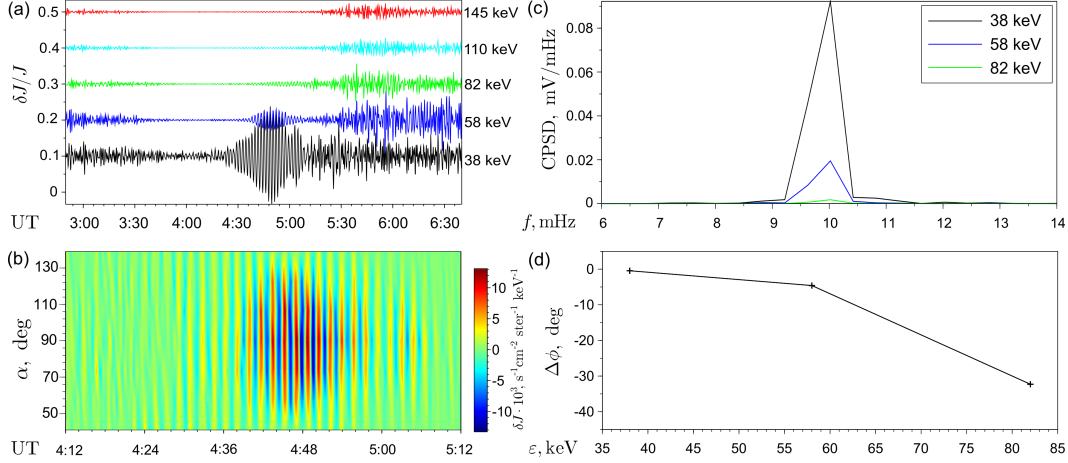 (a)
δJ/J
0.5
0.4
0.3
0.2
0.1
0
145 keV
110 keV
82 keV
58 keV
38 keV
UT
3:00 3:30 4:00 4:30 5:00 5:30 6:00 6:30
(c)
CPSD, mV/mHz
0.08
0.06
0.04
0.02
0.00
38 keV
58 keV
82 keV
f, mHz
6 7 8 9 10 11 12 13 14
(b)
α, deg
130
110
90
70
50
UT
4:12 4:24 4:36 4:48 5:00 5:12
10
5
0
-5
-10
δJ · 10³, s⁻¹cm⁻² ster⁻¹ keV⁻¹
(d)
Δϕ, deg
0
-10
-20
-30
-40
ε, keV
35 40 45 50 55 60 65 70 75 80 85